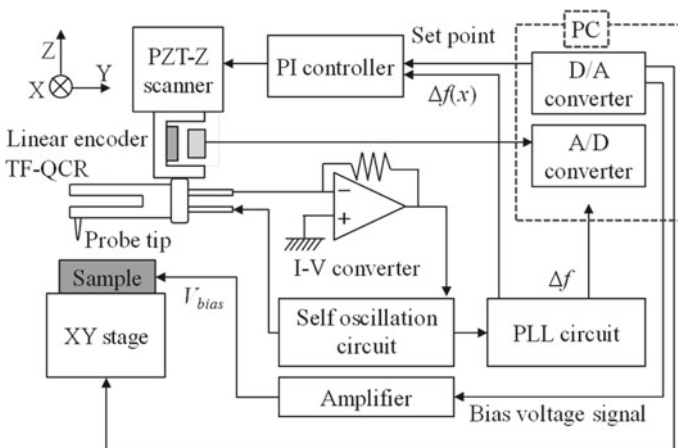 Z
X
Y
PZT-Z
scanner
PI controller
Set point
Δf(x)
PC
D/A
converter
A/D
converter
Linear encoder
TF-QCR
Probe tip
−
+
I-V converter
Sample
V_bias
XY stage
Self oscillation
circuit
PLL circuit
Δf
Amplifier
Bias voltage signal